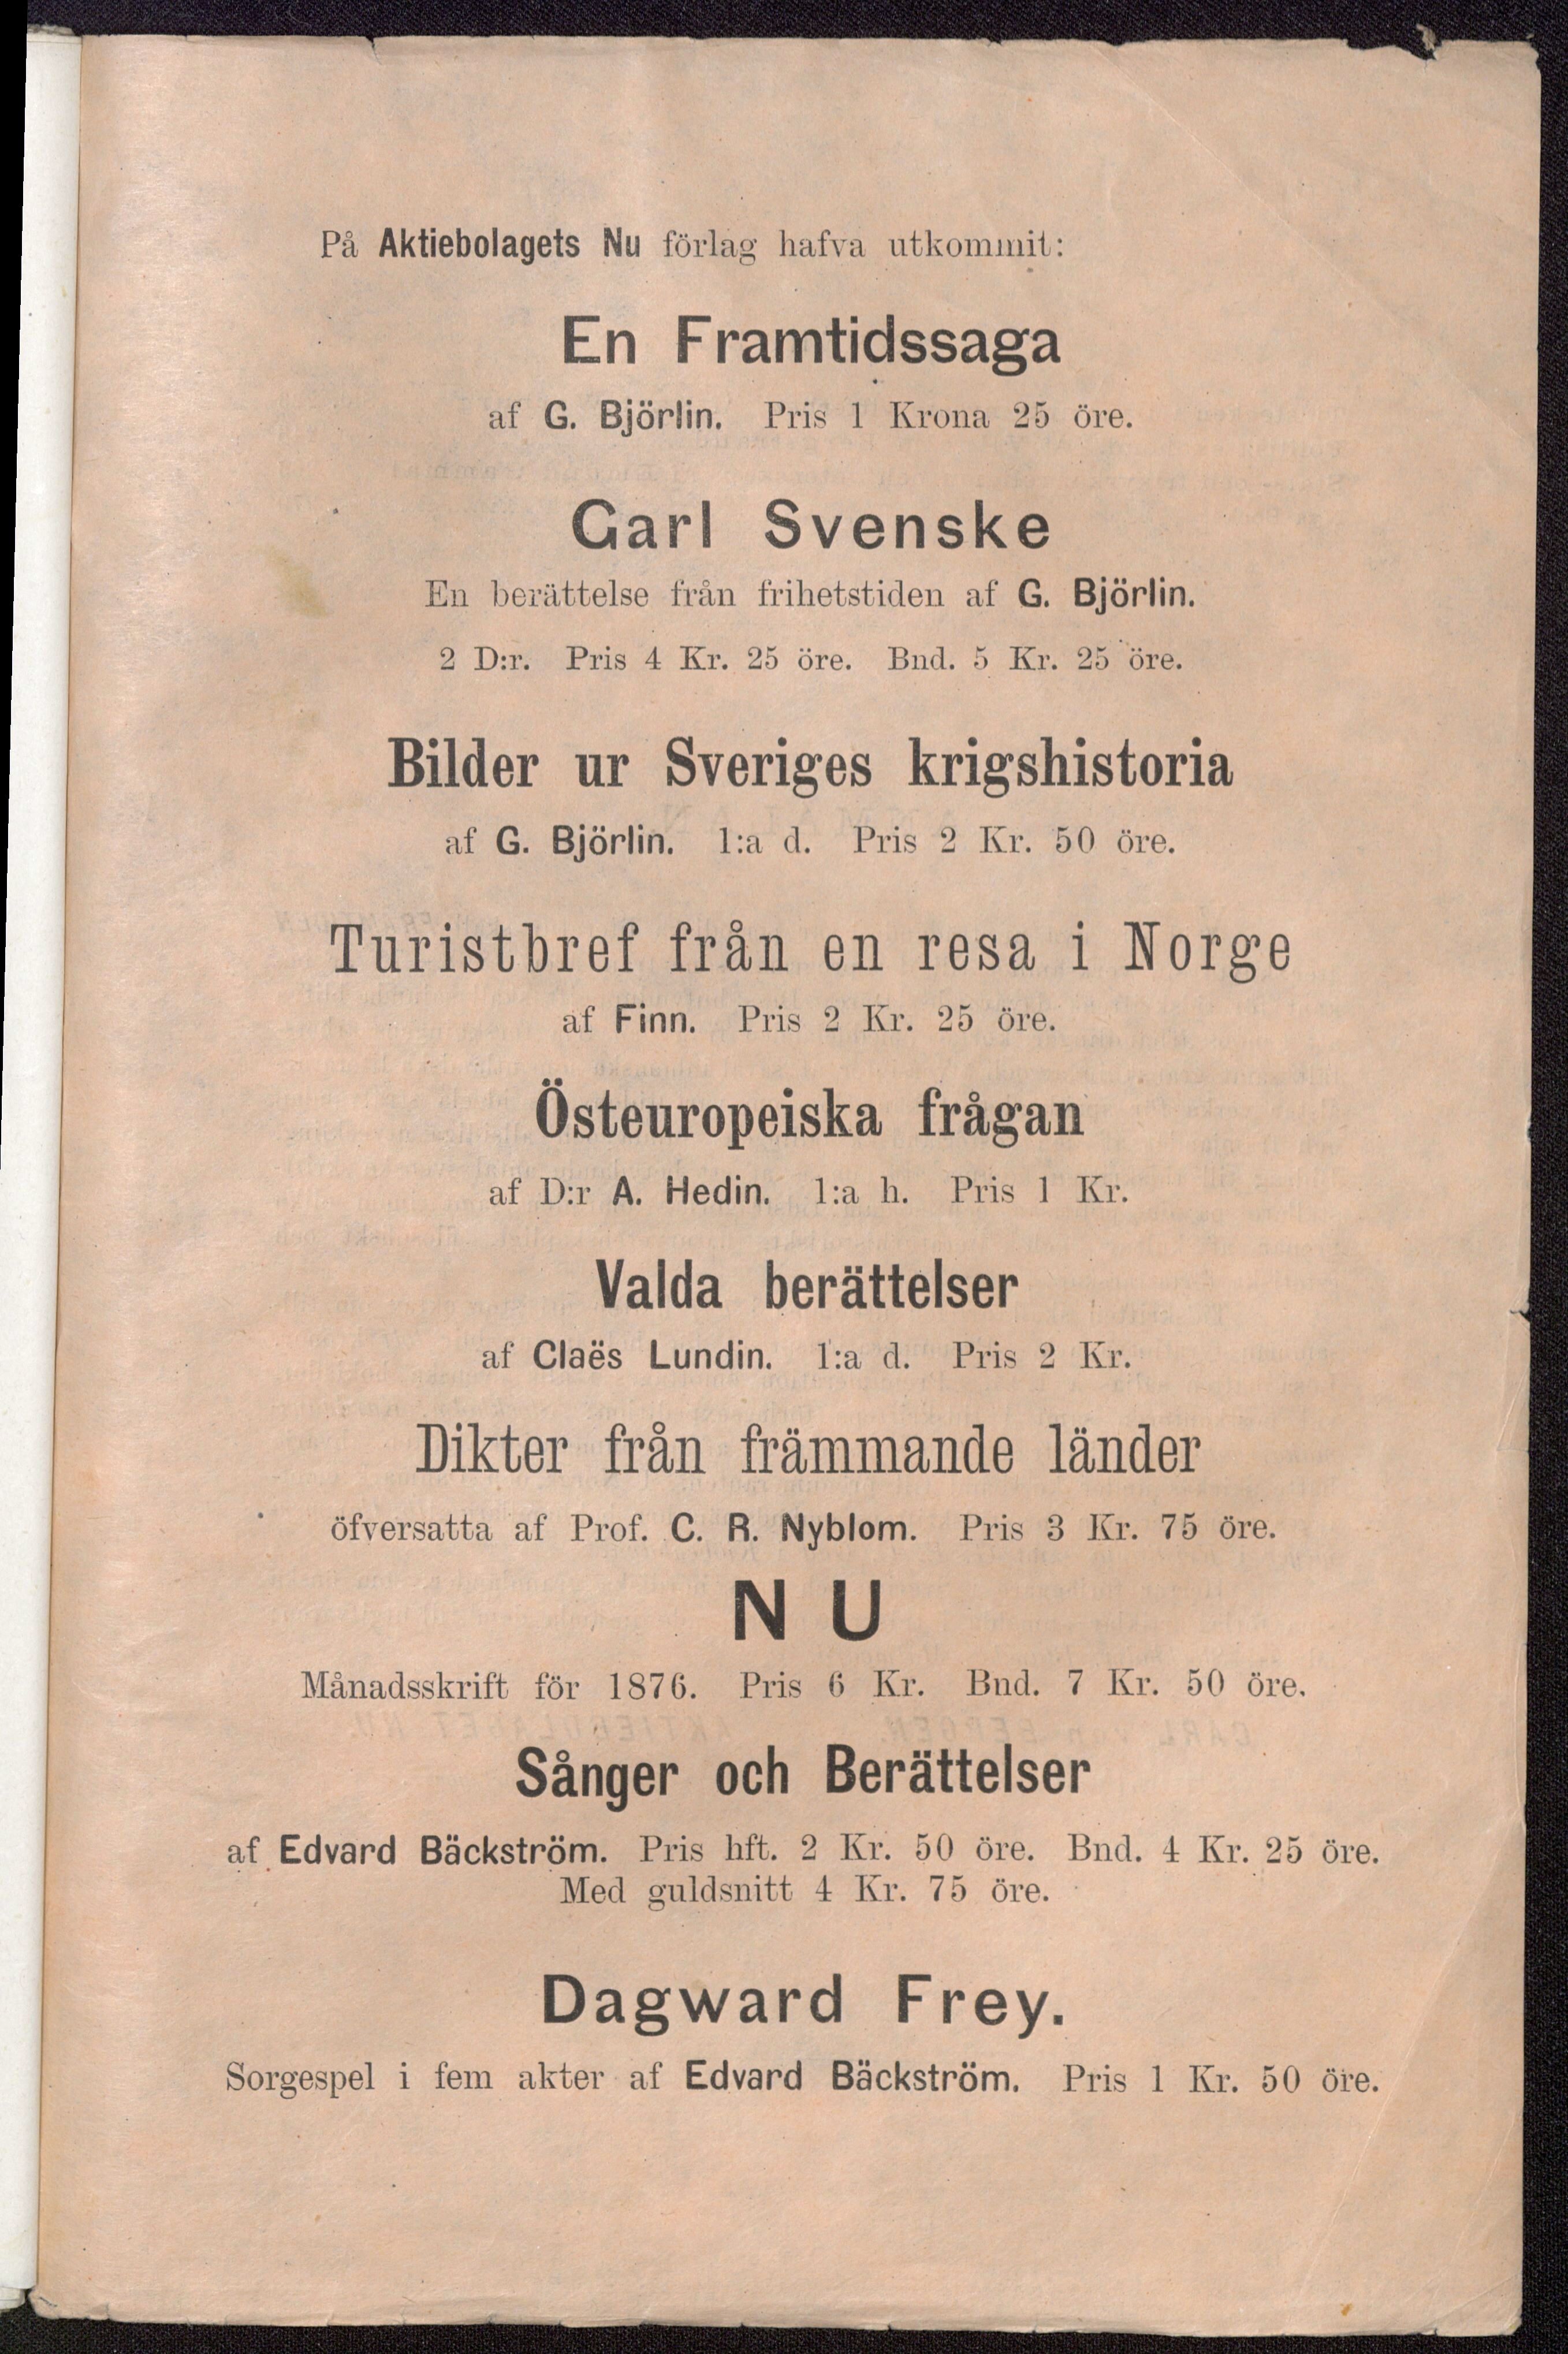 På Aktiebolagets Nu förlag hafva utkommit:
En Framtidssaga
af G. Björlin. Pris 1 Krona 25 öre.
Carl Svenske
En berättelse från frihetstiden af G. Björlin.
2 D:r. Pris 4 Kr. 25 öre. Bnd. 5 Kr. 25 öre.
Bilder ur Sveriges krigshistoria
af G. Björlin. 1:a d. Pris 2 Kr. 50 öre.
Turistbref från en resa i Norge
af Finn. Pris 2 Kr. 25 öre.
Östeuropeiska frågan
af D:r A. Hedin. 1:a h. Pris 1 Kr.
Valda berättelser
af Claës Lundin. 1:a d. Pris 2 Kr.
Dikter från främmande länder
öfversatta af Prof. C. R. Nyblom. Pris 3 Kr. 75 öre.
NU
Månadsskrift för 1876. Pris 6 Kr. Bnd. 7 Kr. 50 öre.
Sånger och Berättelser
af Edvard Bäckström. Pris hft. 2 Kr. 50 öre. Bnd. 4 Kr. 25 öre.
Med guldsnitt 4 Kr. 75 öre.
Dagward Frey.
Sorgespel i fem akter af Edvard Bäckström. Pris 1 Kr. 50 öre.